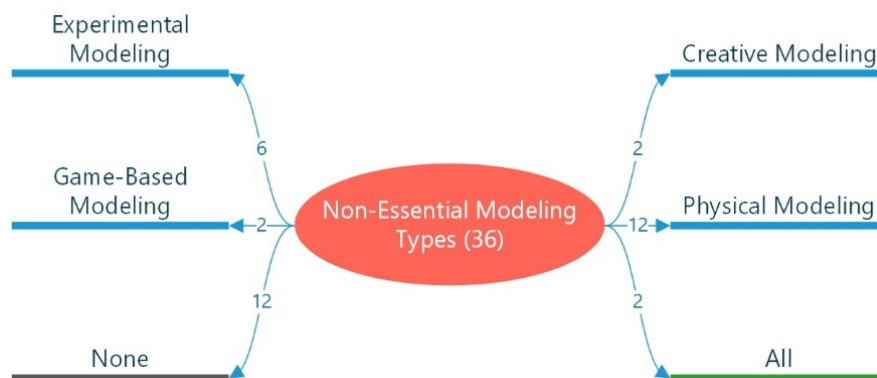 Experimental
Modeling
Creative Modeling
6
2
Game-Based
Modeling
2
Non-Essential Modeling
Types (36)
12
Physical Modeling
12
2
None
All